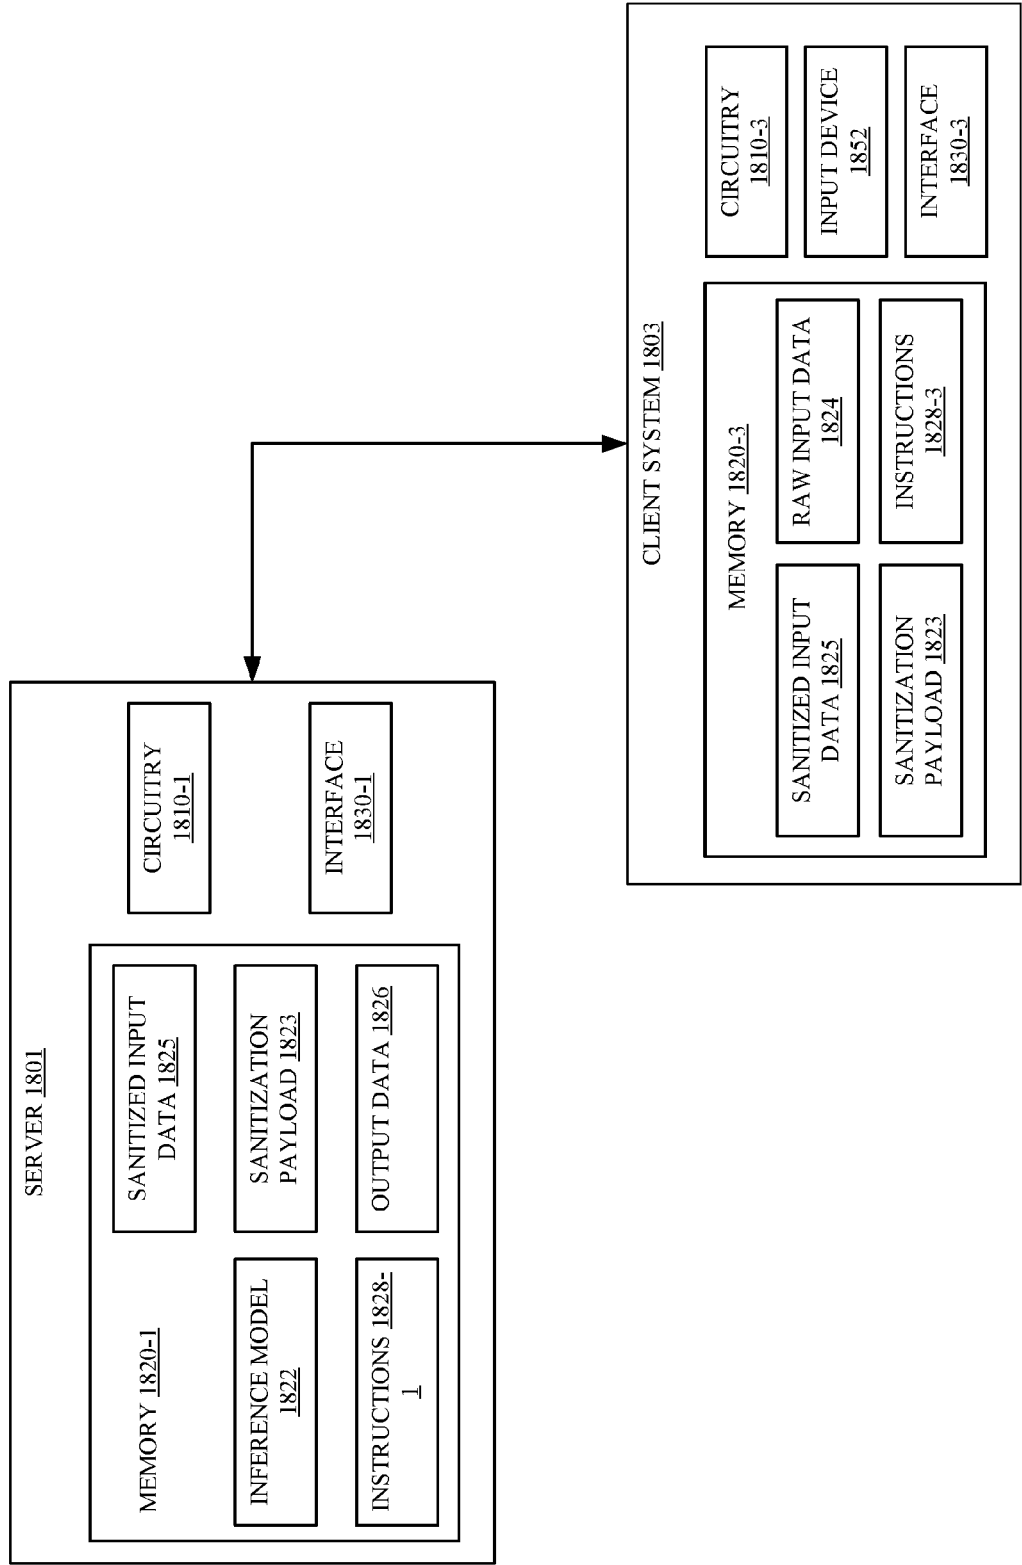 SERVER 1801
MEMORY 1820-1
SANITIZED INPUT
DATA 1825
INFERENCE MODEL
1822
SANITIZATION
PAYLOAD 1823
INSTRUCTIONS 1828-
1
OUTPUT DATA 1826
CIRCUITRY
1810-1
INTERFACE
1830-1
CLIENT SYSTEM 1803
MEMORY 1820-3
SANITIZED INPUT
DATA 1825
RAW INPUT DATA
1824
SANITIZATION
PAYLOAD 1823
INSTRUCTIONS
1828-3
CIRCUITRY
1810-3
INPUT DEVICE
1852
INTERFACE
1830-3